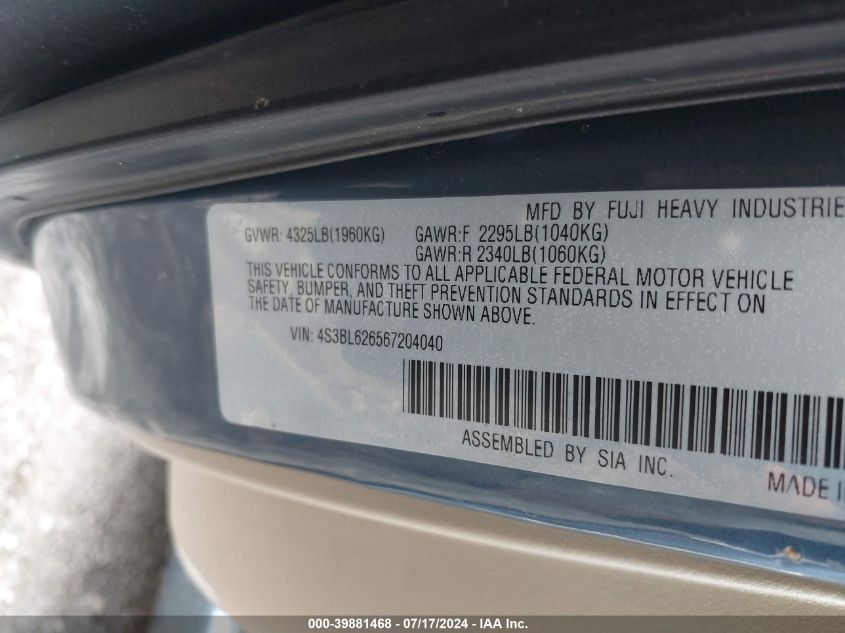 MFD BY FUJI HEAVY INDUSTRIE
GVWR: 4325LB(1960KG) GAWR:F 2295LB(1040KG)
GAWR:R 2340LB(1060KG)
THIS VEHICLE CONFORMS TO ALL APPLICABLE FEDERAL MOTOR VEHICLE
SAFETY, BUMPER, AND THEFT PREVENTION STANDARDS IN EFFECT ON
THE DATE OF MANUFACTURE SHOWN ABOVE.
VIN: 4S3BL626567204040
ASSEMBLED BY SIA INC.
MADE I
000-39881468 - 07/17/2024 - IAA Inc.